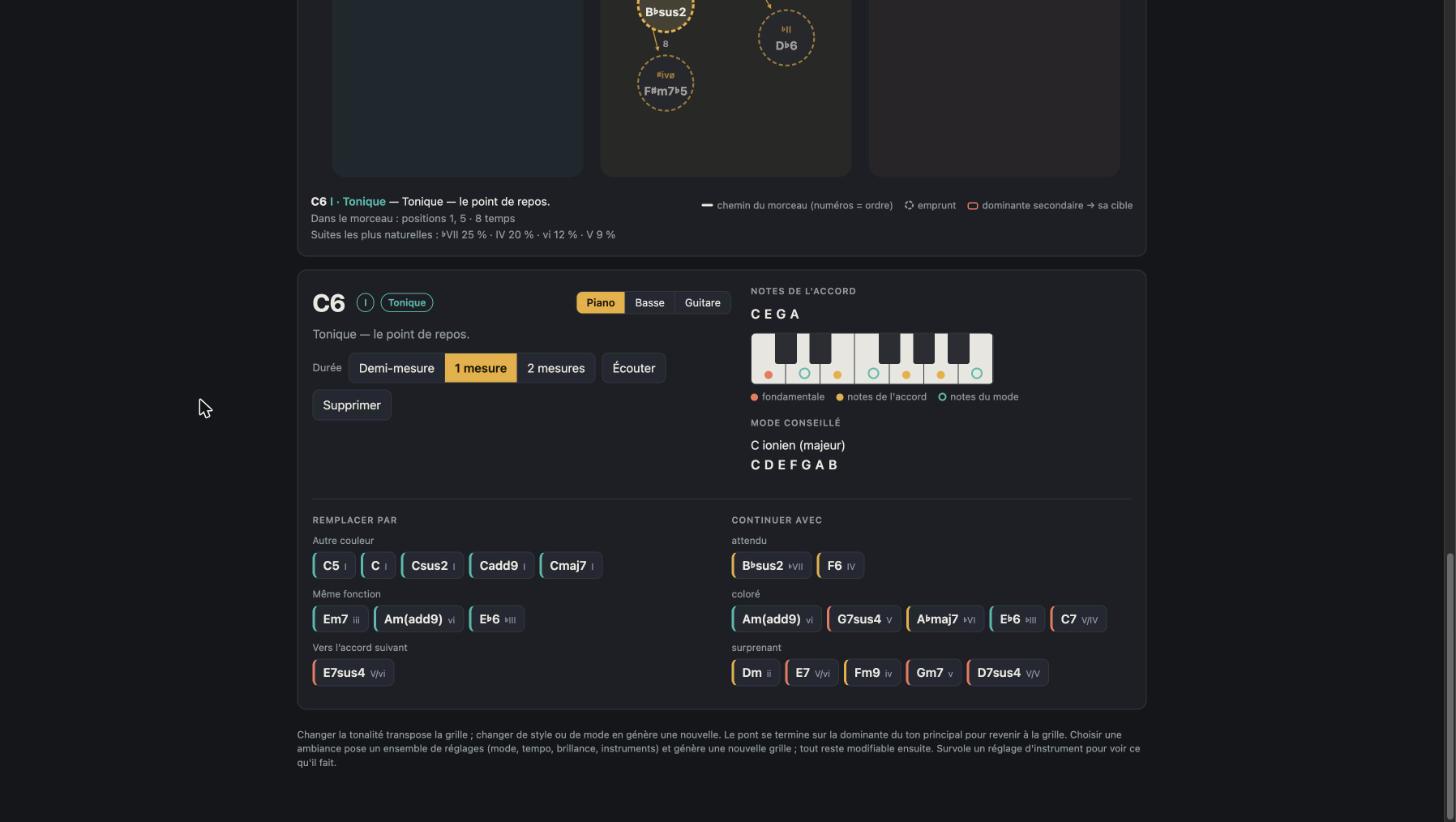 B♭sus2
♭II
D♭6
8
#ivø
F#m7♭5
C6 I · Tonique — Tonique — le point de repos.
Dans le morceau : positions 1, 5 · 8 temps
Suites les plus naturelles : ♭VII 25 % · IV 20 % · vi 12 % · V 9 %
chemin du morceau (numéros = ordre) emprunt dominante secondaire → sa cible
C6 I Tonique
Piano Basse Guitare
Tonique — le point de repos.
Durée Demi-mesure 1 mesure 2 mesures Écouter
Supprimer
NOTES DE L'ACCORD
C E G A
fondamentale notes de l'accord notes du mode
MODE CONSEILLÉ
C ionien (majeur)
C D E F G A B
REMPLACER PAR
Autre couleur
C5 I C I Csus2 I Cadd9 I Cmaj7 I
Même fonction
Em7 iii Am(add9) vi E♭6 ♭III
Vers l'accord suivant
E7sus4 V/vi
CONTINUER AVEC
attendu
B♭sus2 ♭VII F6 IV
coloré
Am(add9) vi G7sus4 V A♭maj7 ♭VI E♭6 ♭III C7 V/IV
surprenant
Dm ii E7 V/vi Fm9 iv Gm7 v D7sus4 V/V
Changer la tonalité transpose la grille ; changer de style ou de mode en génère une nouvelle. Le pont se termine sur la dominante du ton principal pour revenir à la grille. Choisir une
ambiance pose un ensemble de réglages (mode, tempo, brillance, instruments) et génère une nouvelle grille ; tout reste modifiable ensuite. Survole un réglage d'instrument pour voir ce
qu'il fait.